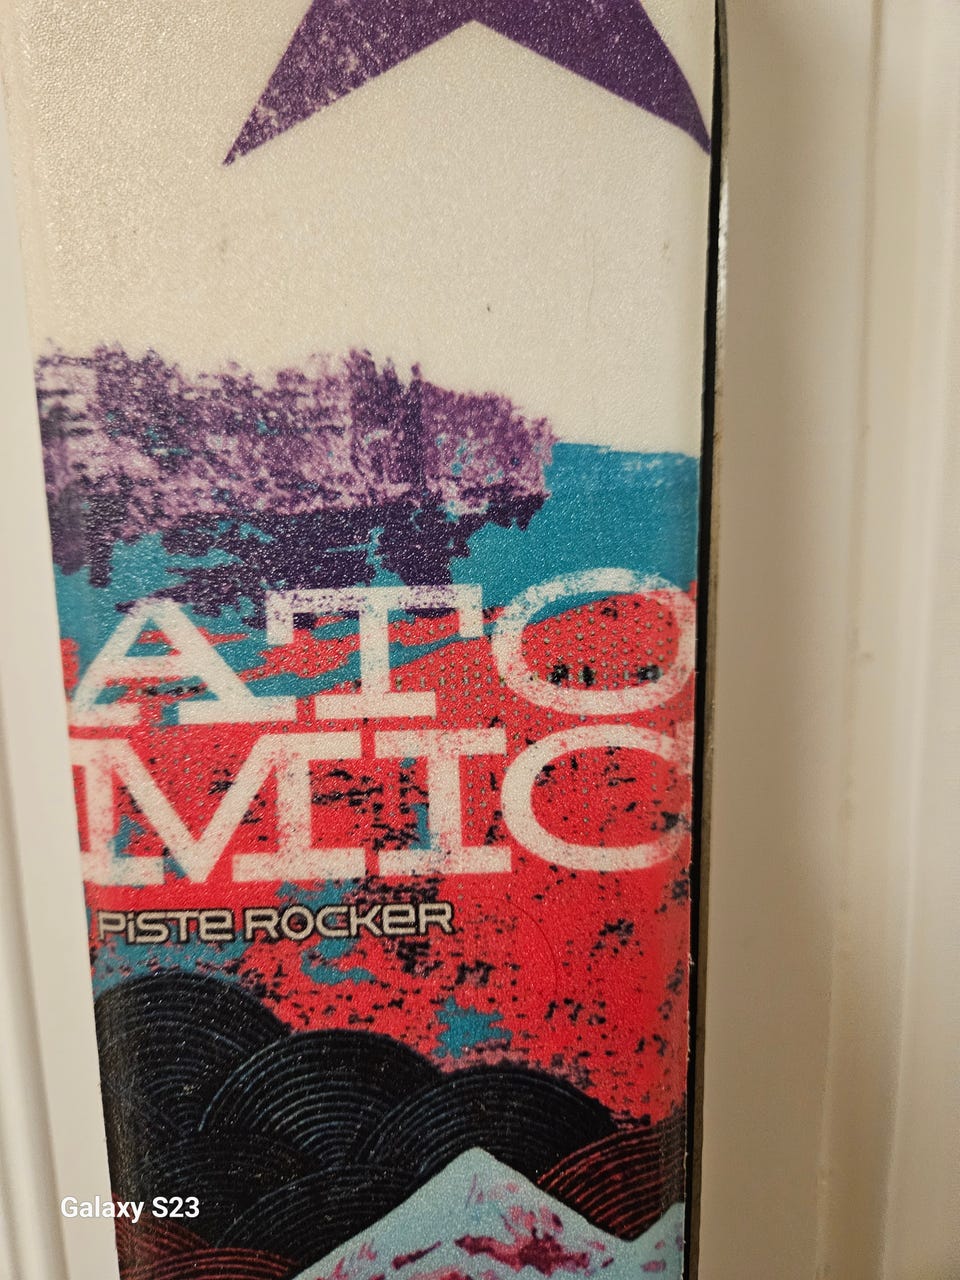 ATO
MIC
PiSTe ROCKeR
Galaxy S23